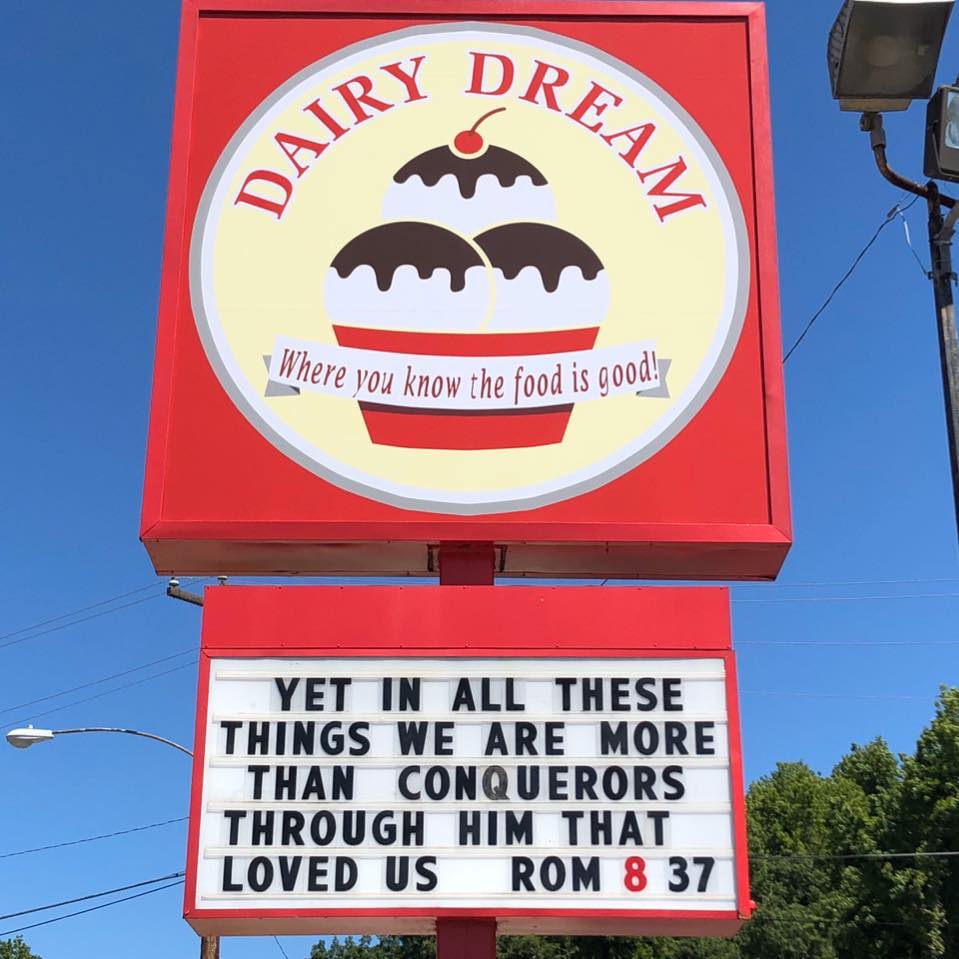 DAIRY DREAM
Where you know the food is good!
YET IN ALL THESE
THINGS WE ARE MORE
THAN CONQUERORS
THROUGH HIM THAT
LOVED US ROM 8 37